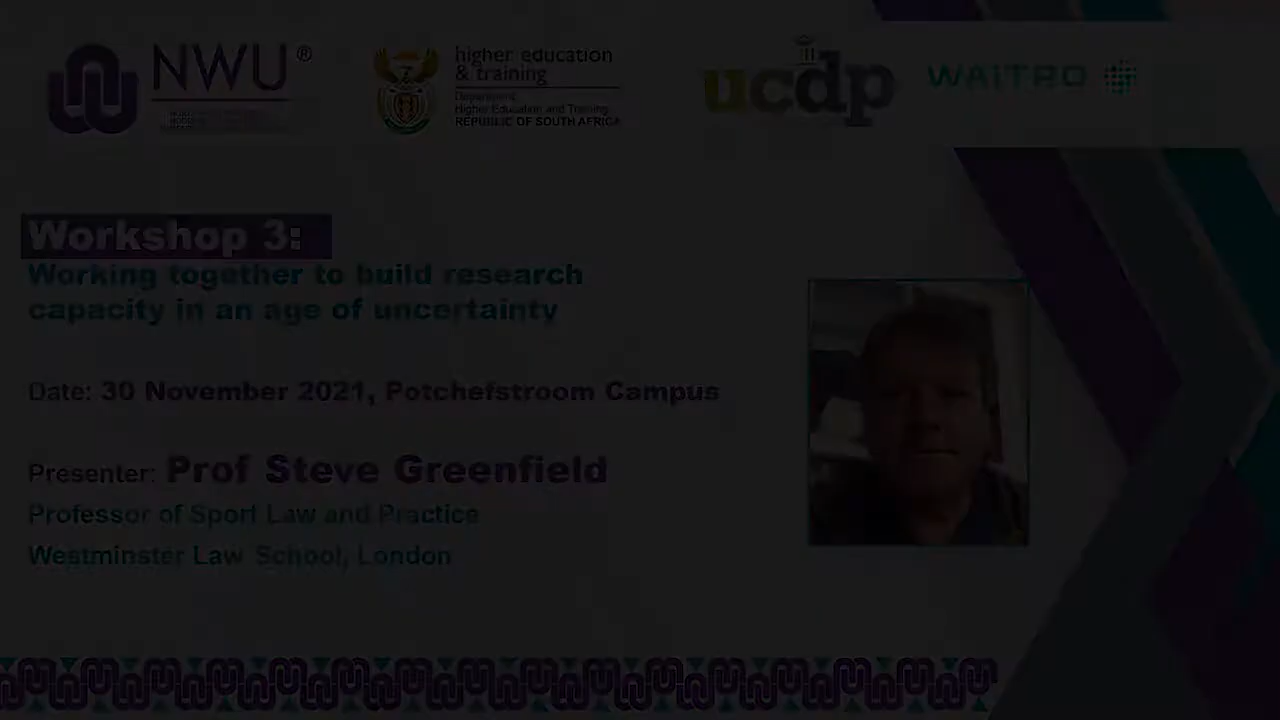 NWU®
higher education
& training
Department:
Higher Education and Training
REPUBLIC OF SOUTH AFRICA
ucdp
WAITRO
Workshop 3:
Working together to build research
capacity in an age of uncertainty
Date: 30 November 2021, Potchefstroom Campus
Presenter: Prof Steve Greenfield
Professor of Sport Law and Practice
Westminster Law School, London